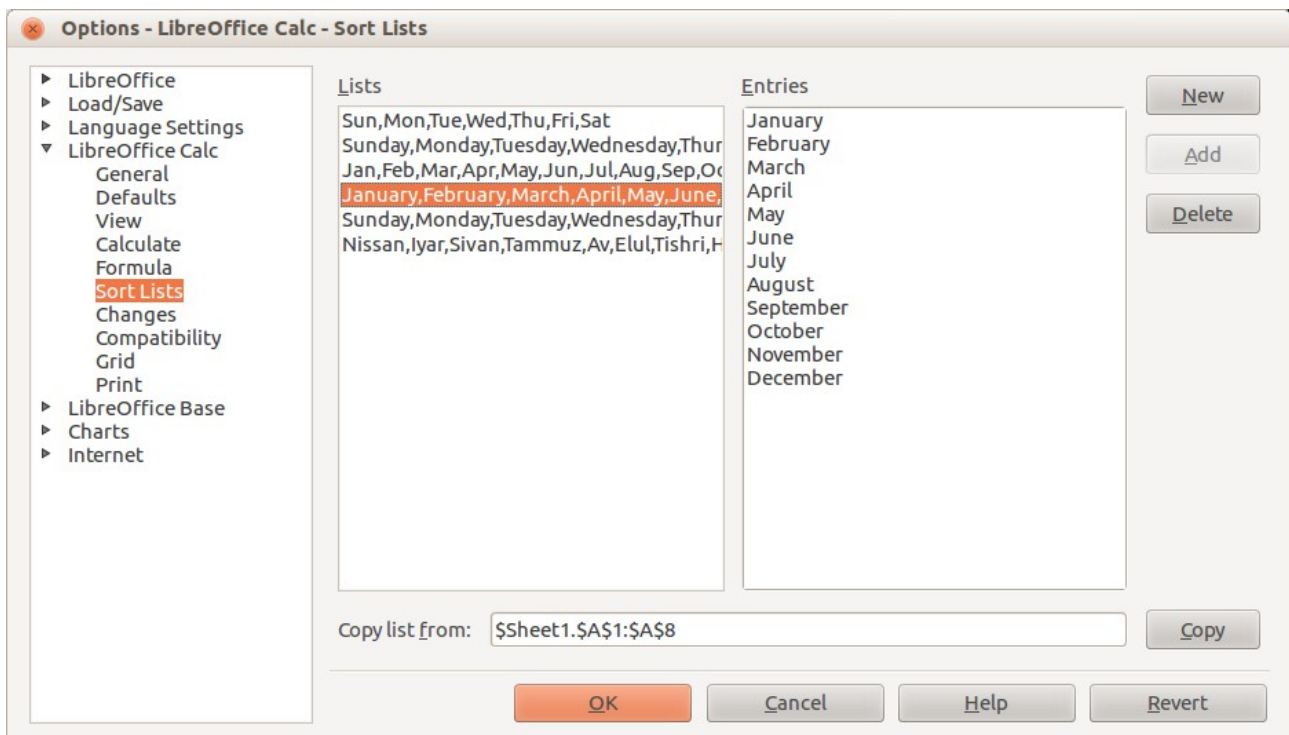 Options - LibreOffice Calc - Sort Lists
LibreOffice
Load/Save
Language Settings
LibreOffice Calc
General
Defaults
View
Calculate
Formula
Sort Lists
Changes
Compatibility
Grid
Print
LibreOffice Base
Charts
Internet
Lists
Sun,Mon,Tue,Wed,Thu,Fri,Sat
Sunday,Monday,Tuesday,Wednesday,Thur
Jan,Feb,Mar,Apr,May,Jun,Jul,Aug,Sep,Oc
January,February,March,April,May,June,
Sunday,Monday,Tuesday,Wednesday,Thur
Nissan,Iyar,Sivan,Tammuz,Av,Elul,Tishri,H
Entries
January
February
March
April
May
June
July
August
September
October
November
December
New
Add
Delete
Copy list from: $Sheet1.$A$1:$A$8 Copy
OK Cancel Help Revert